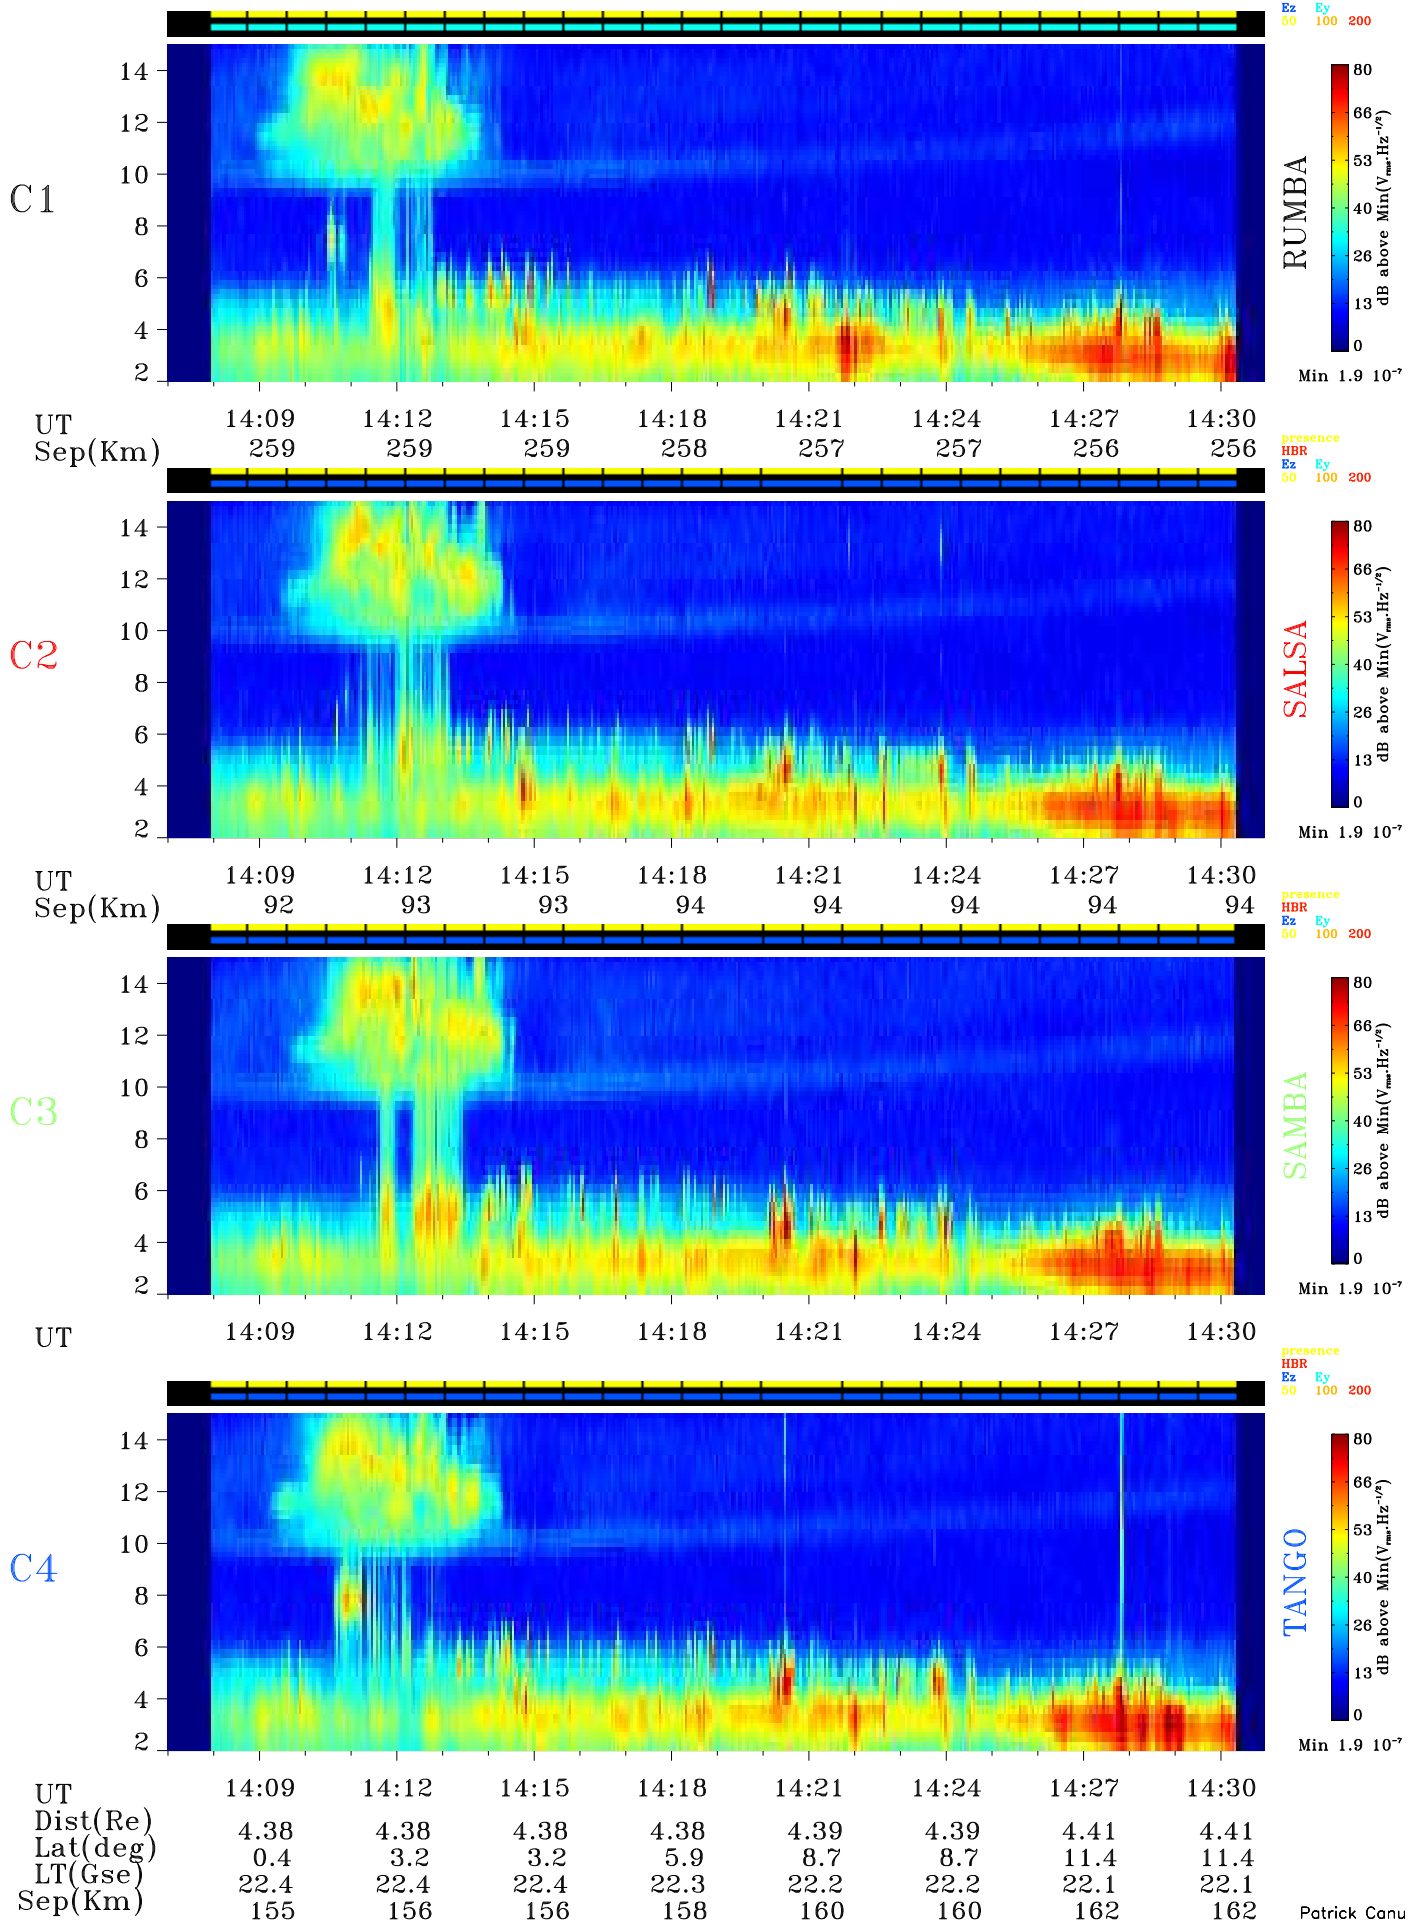 Ez Ey
50 100 200
14
12
10
8
6
4
2
C1
RUMBA
80
66
53
40
26
13
0
dB above Min(Vrms.Hz-1/2)
Min 1.9 10-7
UT 14:09 14:12 14:15 14:18 14:21 14:24 14:27 14:30
Sep(Km) 259 259 259 258 257 257 256 256
presence
HBR
Ez Ey
50 100 200
14
12
10
8
6
4
2
C2
SALSA
80
66
53
40
26
13
0
dB above Min(Vrms.Hz-1/2)
Min 1.9 10-7
UT 14:09 14:12 14:15 14:18 14:21 14:24 14:27 14:30
Sep(Km) 92 93 93 94 94 94 94 94
presence
HBR
Ez Ey
50 100 200
14
12
10
8
6
4
2
C3
SAMBA
80
66
53
40
26
13
0
dB above Min(Vrms.Hz-1/2)
Min 1.9 10-7
UT 14:09 14:12 14:15 14:18 14:21 14:24 14:27 14:30
presence
HBR
Ez Ey
50 100 200
14
12
10
8
6
4
2
C4
TANGO
80
66
53
40
26
13
0
dB above Min(Vrms.Hz-1/2)
Min 1.9 10-7
UT 14:09 14:12 14:15 14:18 14:21 14:24 14:27 14:30
Dist(Re) 4.38 4.38 4.38 4.38 4.39 4.39 4.41 4.41
Lat(deg) 0.4 3.2 3.2 5.9 8.7 8.7 11.4 11.4
LT(Gse) 22.4 22.4 22.4 22.3 22.2 22.2 22.1 22.1
Sep(Km) 155 156 156 158 160 160 162 162
Patrick Canu